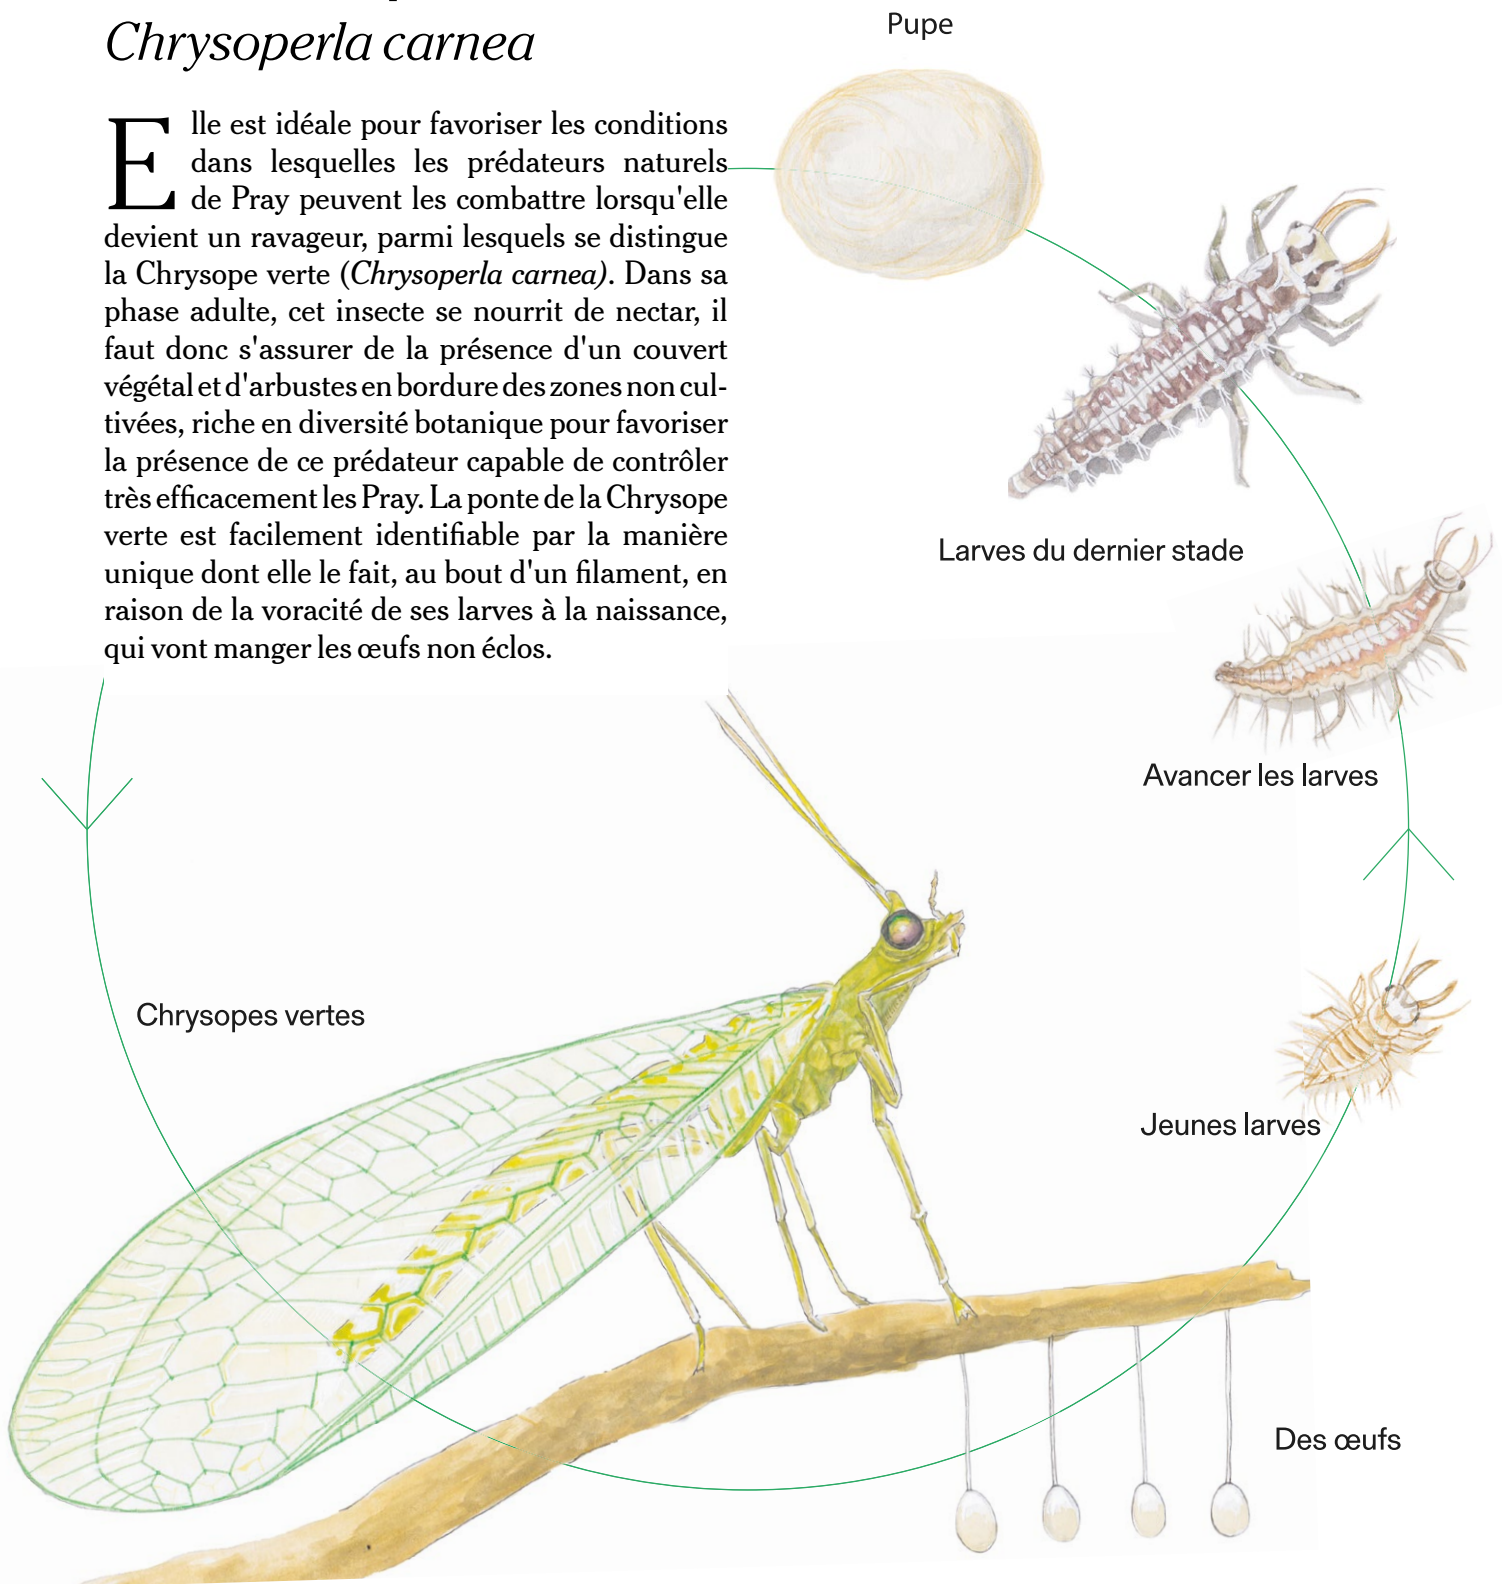 Chrysoperla carnea
Pupe
Elle est idéale pour favoriser les conditions
dans lesquelles les prédateurs naturels
de Pray peuvent les combattre lorsqu'elle
devient un ravageur, parmi lesquels se distingue
la Chrysope verte (Chrysoperla carnea). Dans sa
phase adulte, cet insecte se nourrit de nectar, il
faut donc s'assurer de la présence d'un couvert
végétal et d'arbustes en bordure des zones non cul-
tivées, riche en diversité botanique pour favoriser
la présence de ce prédateur capable de contrôler
très efficacement les Pray. La ponte de la Chrysope
verte est facilement identifiable par la manière
unique dont elle le fait, au bout d'un filament, en
raison de la voracité de ses larves à la naissance,
qui vont manger les œufs non éclos.
Larves du dernier stade
Avancer les larves
Chrysopes vertes
Jeunes larves
Des œufs